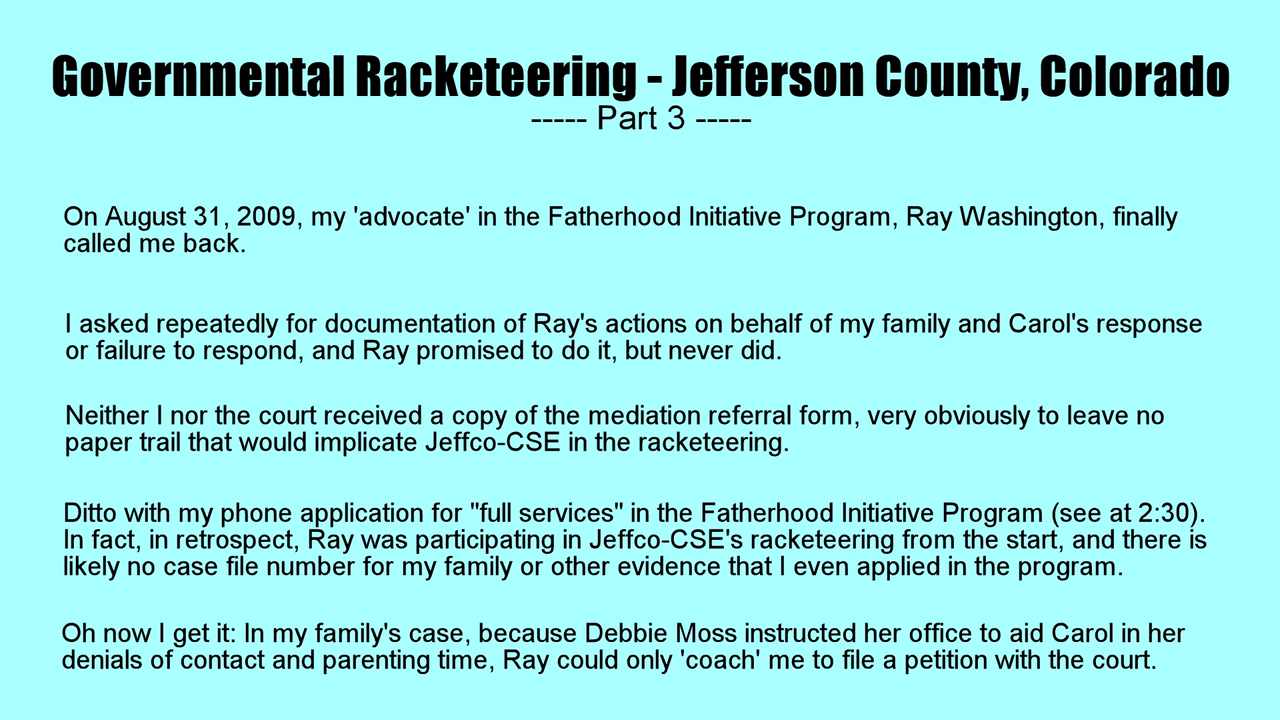 Governmental Racketeering - Jefferson County, Colorado
----- Part 3 -----
On August 31, 2009, my 'advocate' in the Fatherhood Initiative Program, Ray Washington, finally
called me back.
I asked repeatedly for documentation of Ray's actions on behalf of my family and Carol's response
or failure to respond, and Ray promised to do it, but never did.
Neither I nor the court received a copy of the mediation referral form, very obviously to leave no
paper trail that would implicate Jeffco-CSE in the racketeering.
Ditto with my phone application for "full services" in the Fatherhood Initiative Program (see at 2:30).
In fact, in retrospect, Ray was participating in Jeffco-CSE's racketeering from the start, and there is
likely no case file number for my family or other evidence that I even applied in the program.
Oh now I get it: In my family's case, because Debbie Moss instructed her office to aid Carol in her
denials of contact and parenting time, Ray could only 'coach' me to file a petition with the court.